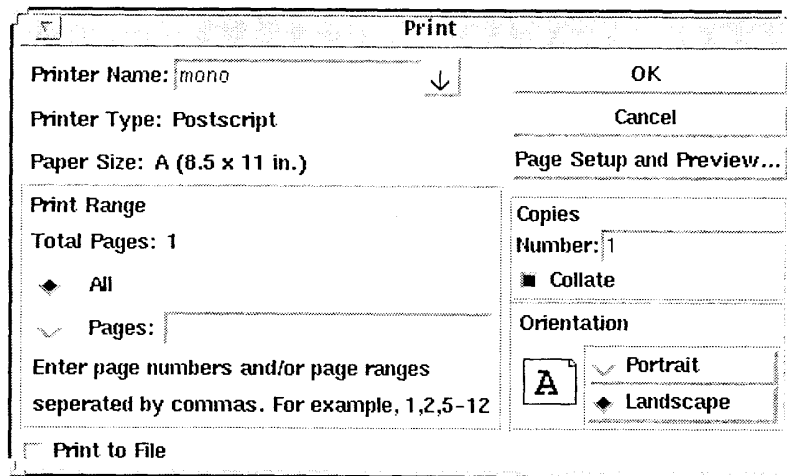 Print
Printer Name: mono
OK
Printer Type: Postscript
Cancel
Paper Size: A (8.5 x 11 in.)
Page Setup and Preview...
Print Range
Total Pages: 1
All
Pages:
Enter page numbers and/or page ranges
seperated by commas. For example, 1,2,5-12
Copies
Number: 1
Collate
Orientation
A
Portrait
Landscape
Print to File